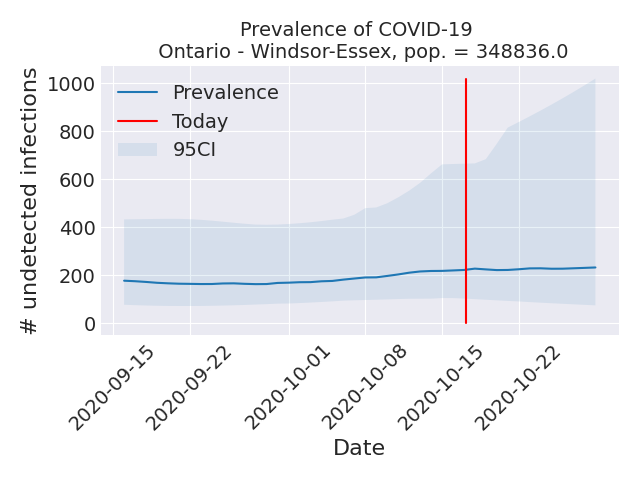 Prevalence of COVID-19
Ontario - Windsor-Essex, pop. = 348836.0
# undetected infections
1000
800
600
400
200
0
Prevalence
Today
95CI
2020-09-15
2020-09-22
2020-10-01
2020-10-08
2020-10-15
2020-10-22
Date